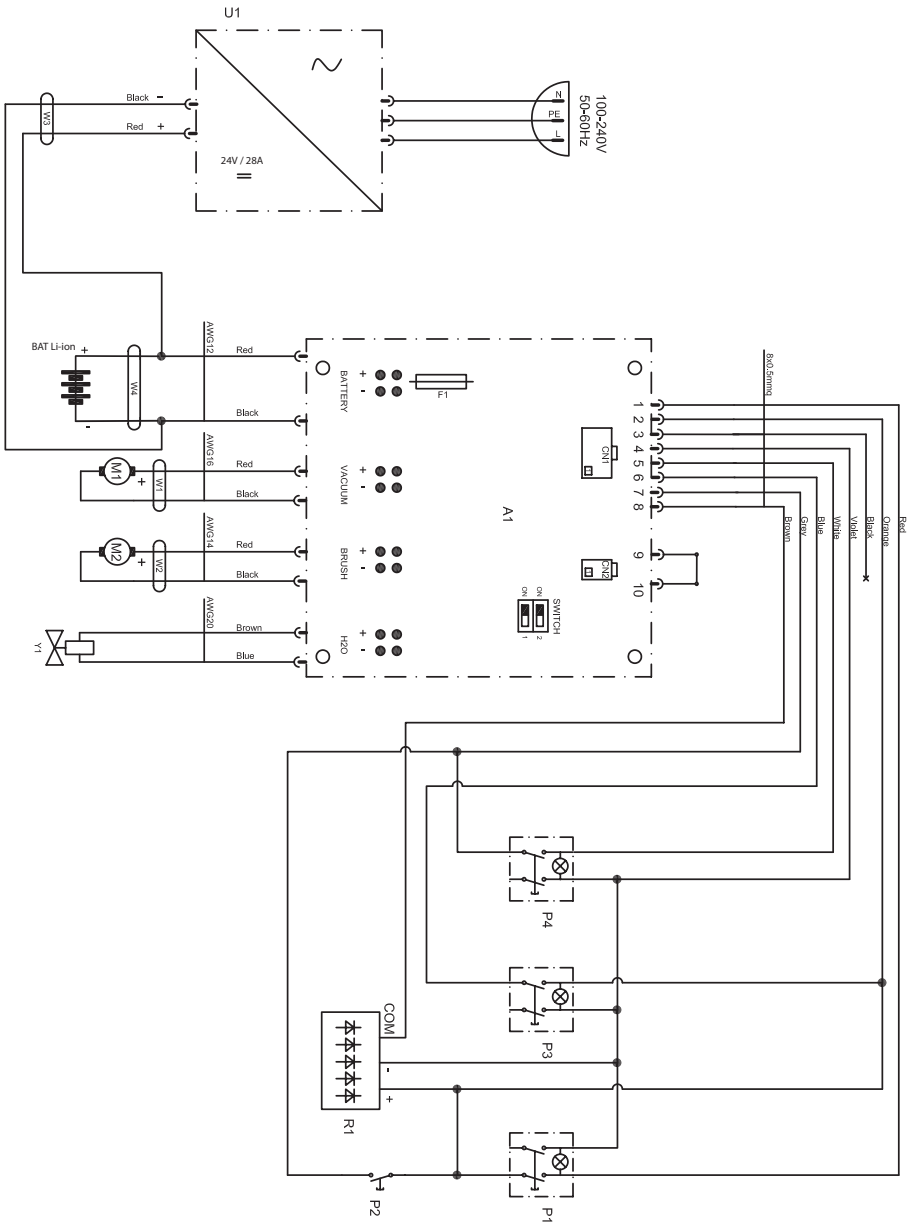 U1
100-240V
50-60Hz
N
PE
L
Black -
Red +
W3
24V / 28A
BAT Li-ion +
-
W4
AWG12
Red
Black
BATTERY
+
-
F1
M1
+
W1
AWG16
Red
Black
VACUUM
+
-
M2
+
W2
AWG14
Red
Black
BRUSH
+
-
Y1
AWG20
Brown
Blue
H2O
+
-
A1
CN1
CN2
SWITCH
ON
ON
1
2
1
2
3
4
5
6
7
8
9
10
8x0.5mmq
Red
Orange
Black
Violet
White
Blue
Grey
Brown
P4
P3
COM
-
+
R1
P2
P1